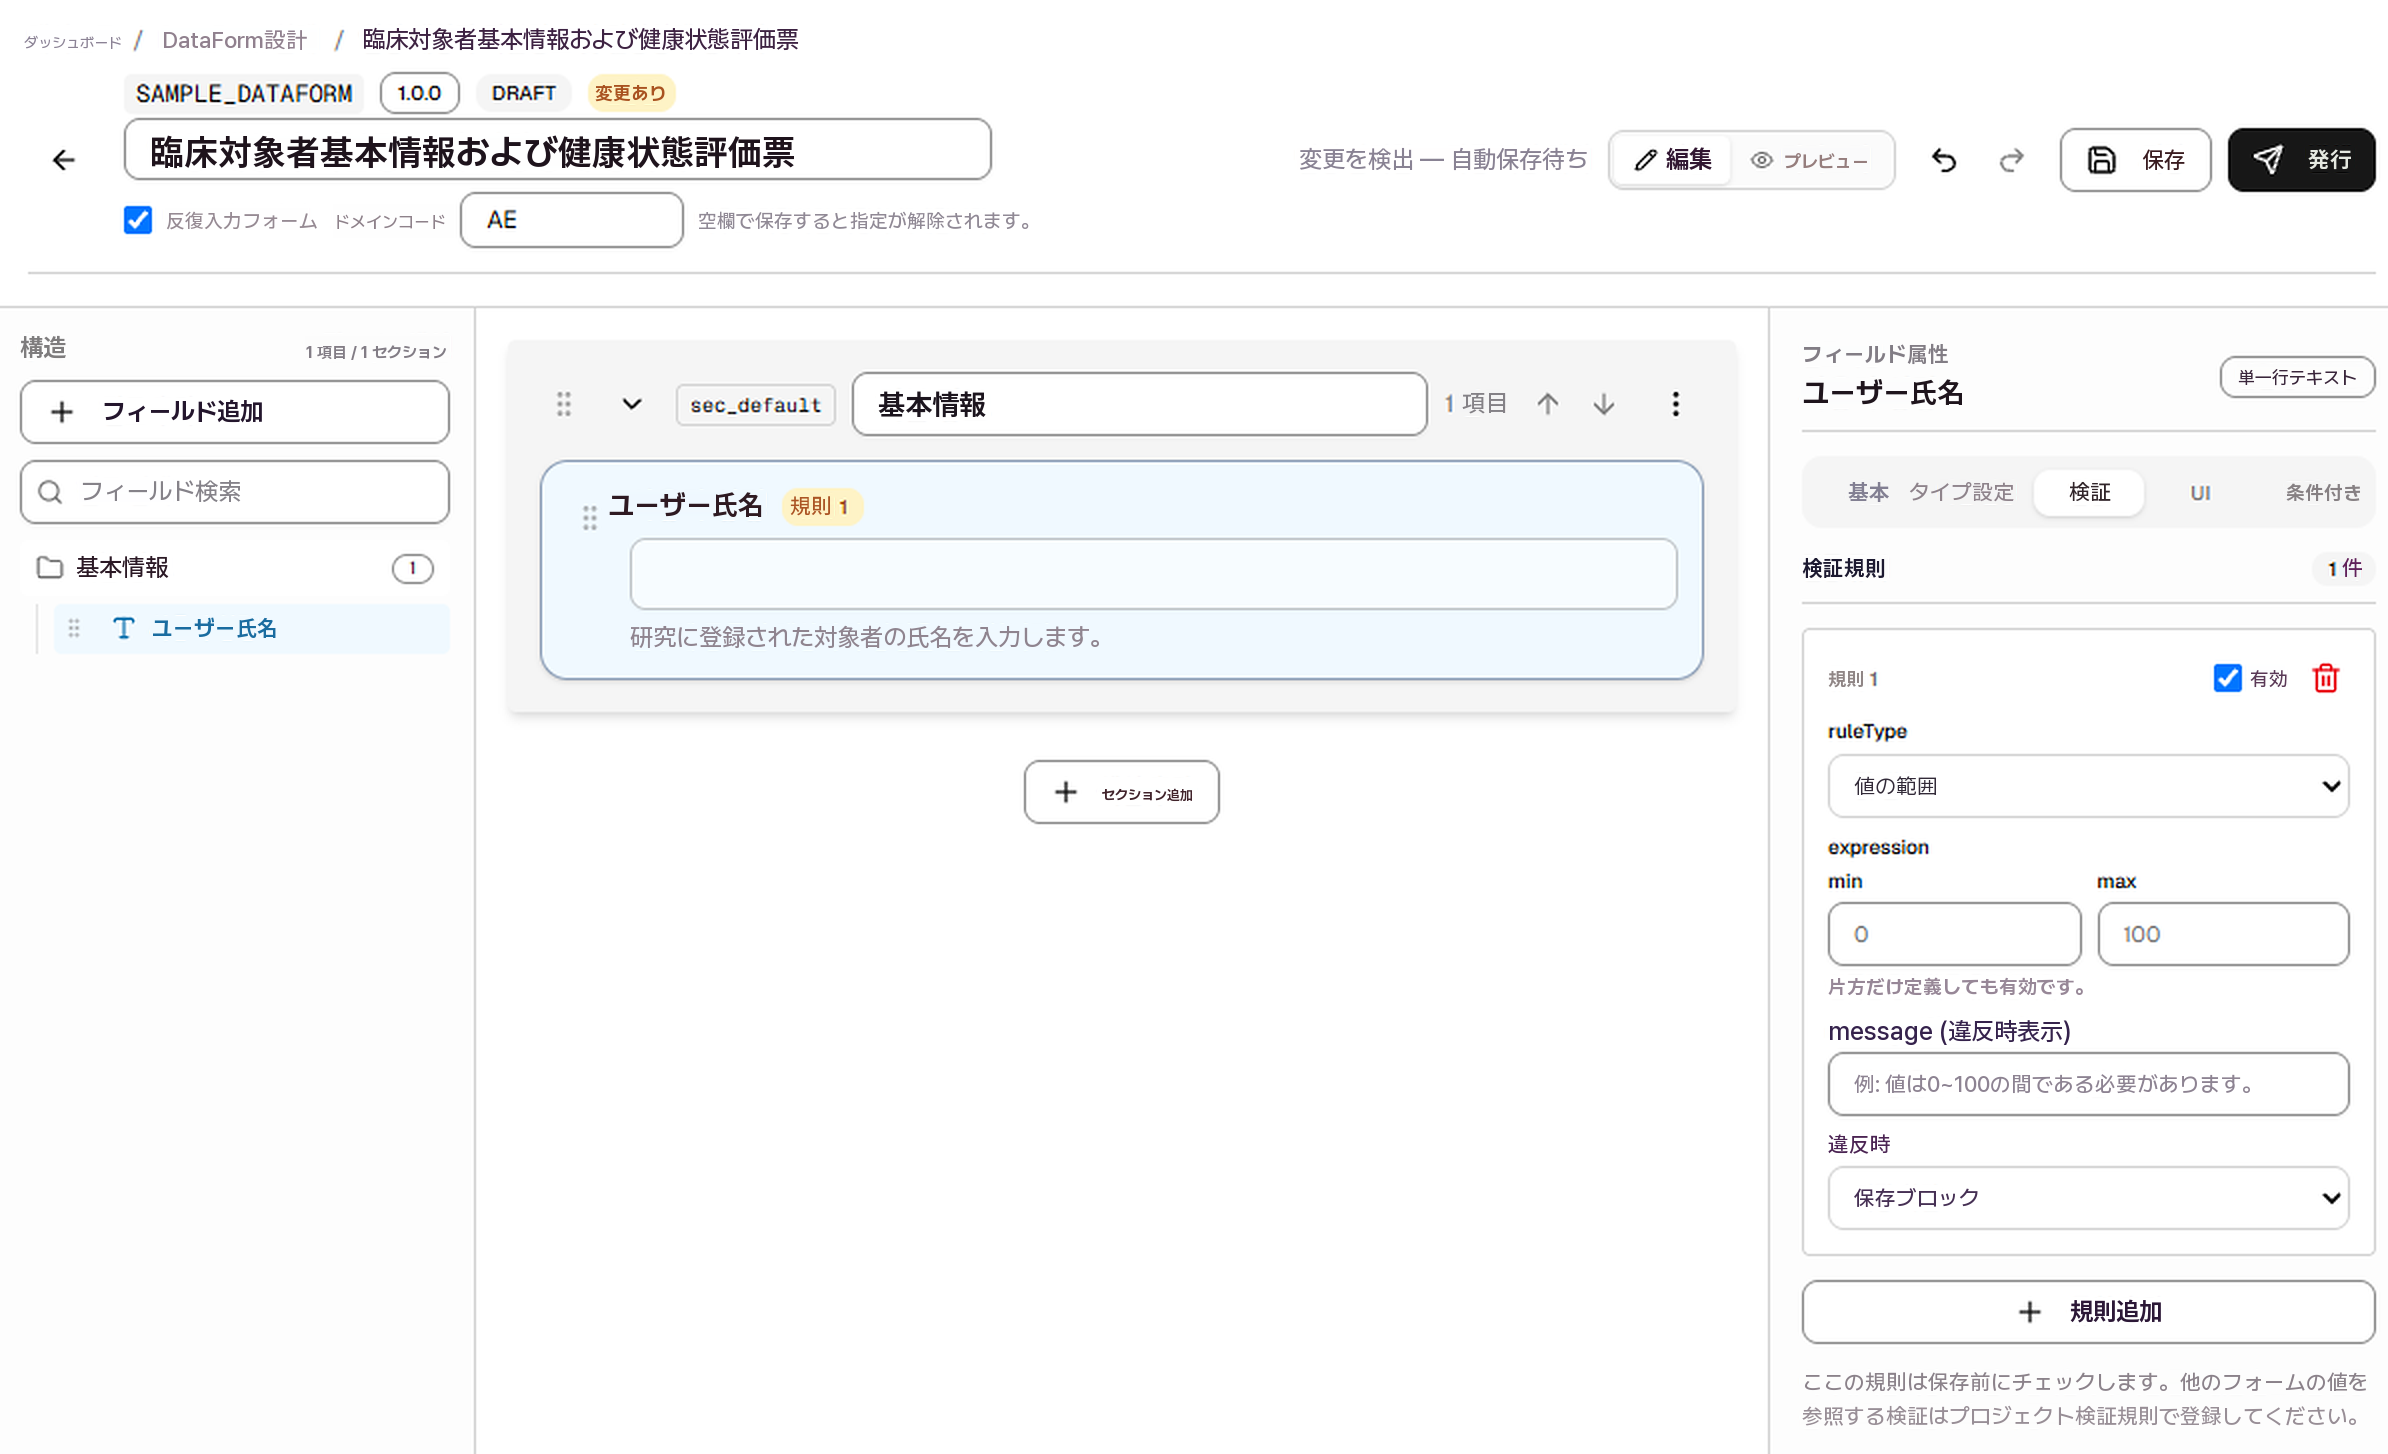 ダッシュボード / DataForm設計 / 臨床対象者基本情報および健康状態評価票
SAMPLE_DATAFORM 1.0.0 DRAFT 変更あり
臨床対象者基本情報および健康状態評価票
変更を検出 — 自動保存待ち 編集 プレビュー 保存 発行
反復入力フォーム ドメインコード AE 空欄で保存すると指定が解除されます。
構造 1 項目 / 1 セクション
フィールド追加
フィールド検索
基本情報 1
ユーザー氏名
sec_default 基本情報 1 項目
ユーザー氏名 規則 1
研究に登録された対象者の氏名を入力します。
セクション追加
フィールド属性
ユーザー氏名 単一行テキスト
基本 タイプ設定 検証 UI 条件付き
検証規則 1 件
規則 1 有効
ruleType
値の範囲
expression
min max
0 100
片方だけ定義しても有効です。
message (違反時表示)
例: 値は0~100の間である必要があります。
違反時
保存ブロック
規則追加
ここの規則は保存前にチェックします。他のフォームの値を
参照する検証はプロジェクト検証規則で登録してください。